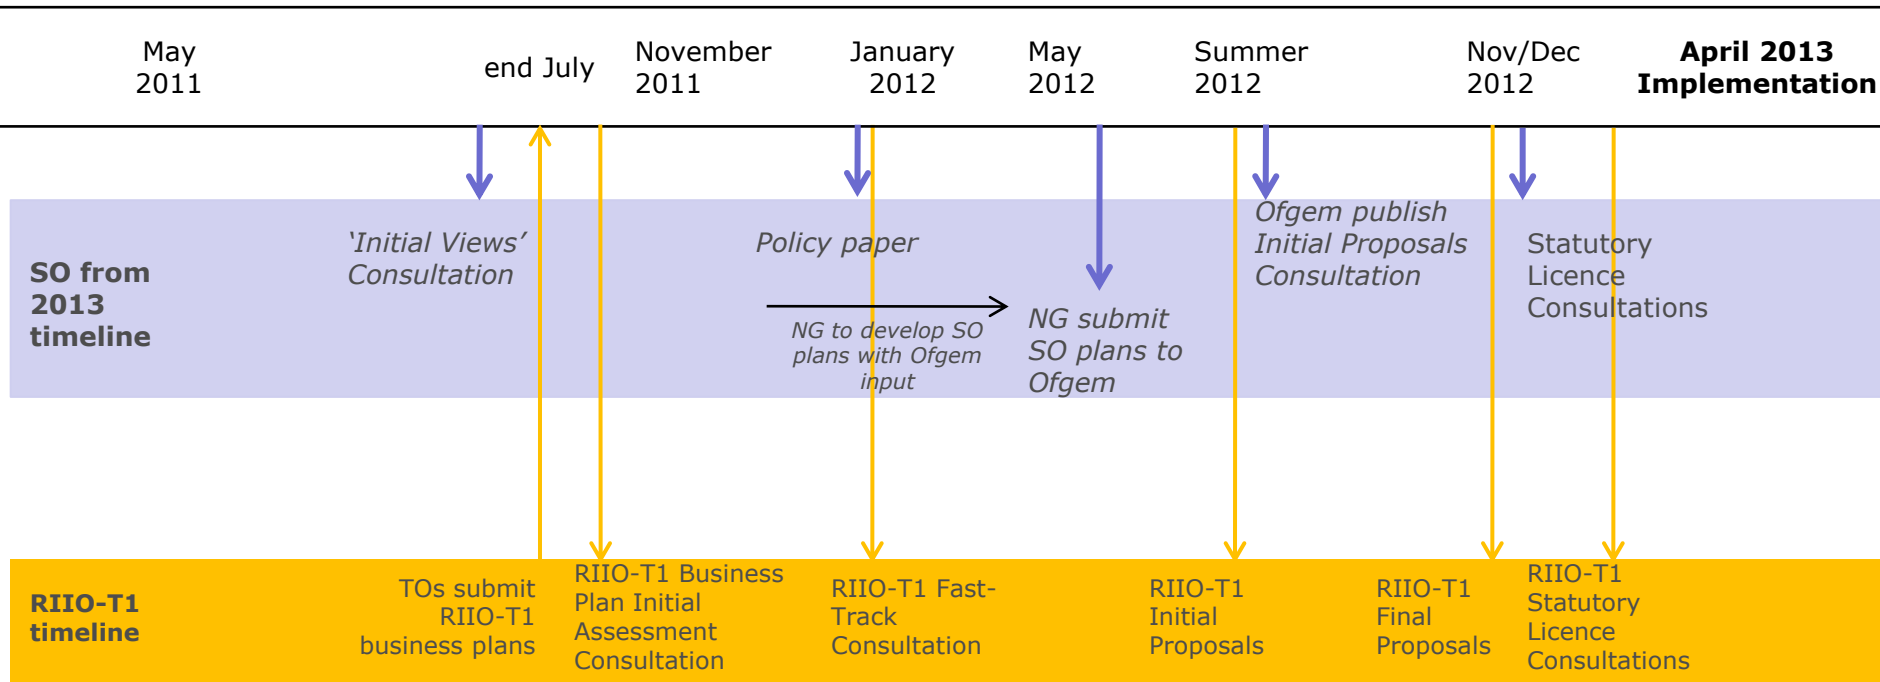 May
2011
end July
November
2011
January
2012
May
2012
Summer
2012
Nov/Dec
2012
April 2013
Implementation
SO from
2013
timeline
‘Initial Views’
Consultation
Policy paper
NG to develop SO
plans with Ofgem
input
NG submit
SO plans to
Ofgem
Ofgem publish
Initial Proposals
Consultation
Statutory
Licence
Consultations
RIIO-T1
timeline
TOs submit
RIIO-T1
business plans
RIIO-T1 Business
Plan Initial
Assessment
Consultation
RIIO-T1 Fast-
Track
Consultation
RIIO-T1
Initial
Proposals
RIIO-T1
Final
Proposals
RIIO-T1
Statutory
Licence
Consultations